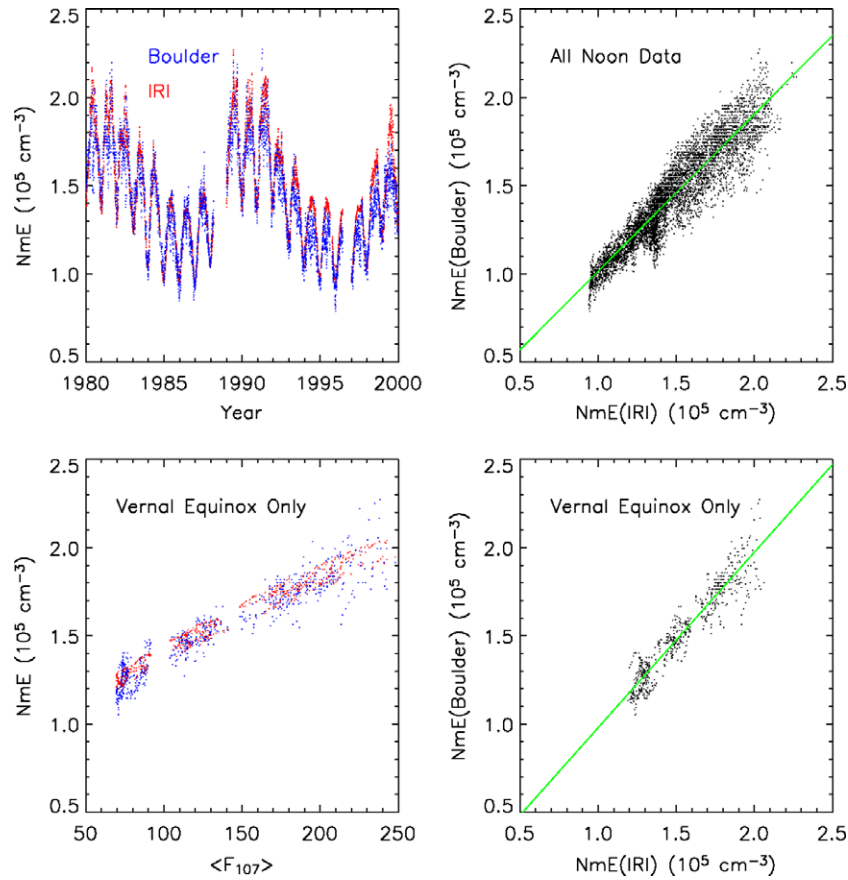 2.5
2.0
1.5
1.0
0.5
NmE (10⁵ cm⁻³)
Boulder
IRI
1980 1985 1990 1995 2000
Year
2.5
2.0
1.5
1.0
0.5
NmE(Boulder) (10⁵ cm⁻³)
All Noon Data
0.5 1.0 1.5 2.0 2.5
NmE(IRI) (10⁵ cm⁻³)
2.5
2.0
1.5
1.0
0.5
NmE (10⁵ cm⁻³)
Vernal Equinox Only
50 100 150 200 250
<F₁₀₇>
2.5
2.0
1.5
1.0
0.5
NmE(Boulder) (10⁵ cm⁻³)
Vernal Equinox Only
0.5 1.0 1.5 2.0 2.5
NmE(IRI) (10⁵ cm⁻³)